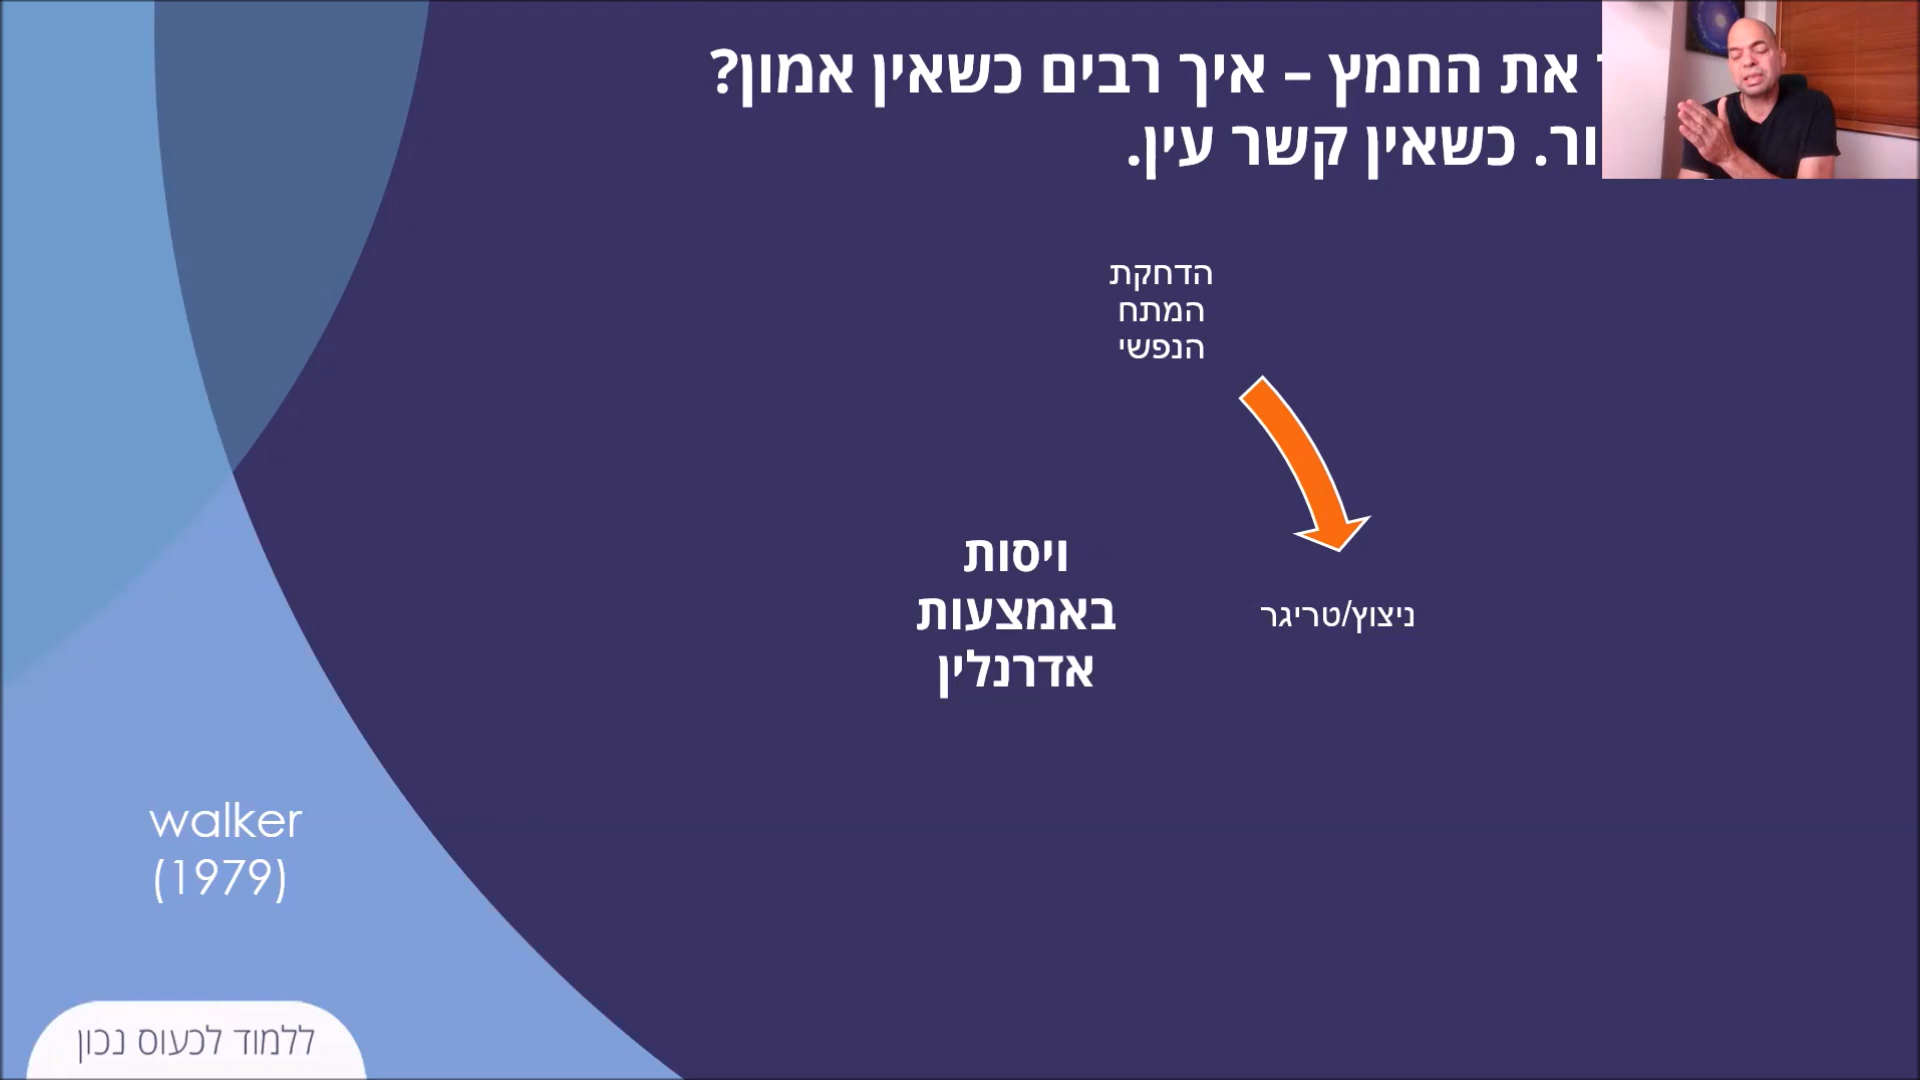 את החמץ – איך רבים כשאין אמון?
כשאין קשר עין.
הדחקת
המתח
הנפשי
ניצוץ/טריגר
ויסות
באמצעות
אדרנלין
walker
(1979)
ללמוד לכעוס נכון